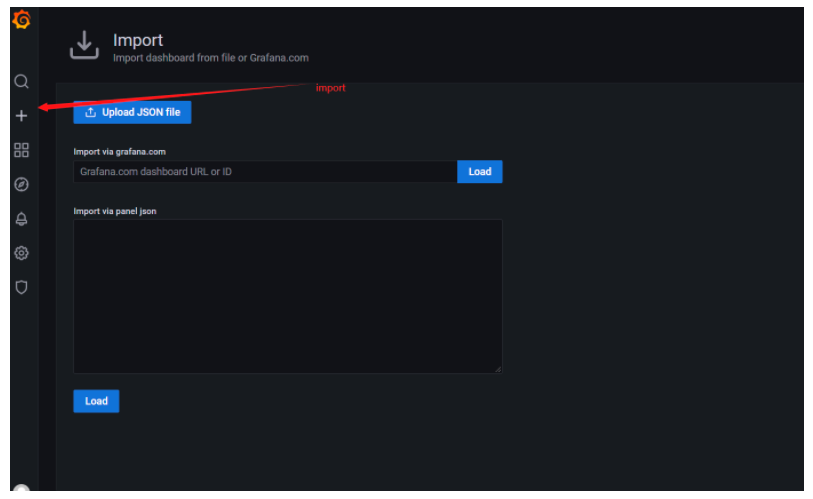 Import
Import dashboard from file or Grafana.com
import
Upload JSON file
Import via grafana.com
Grafana.com dashboard URL or ID
Load
Import via panel json
Load